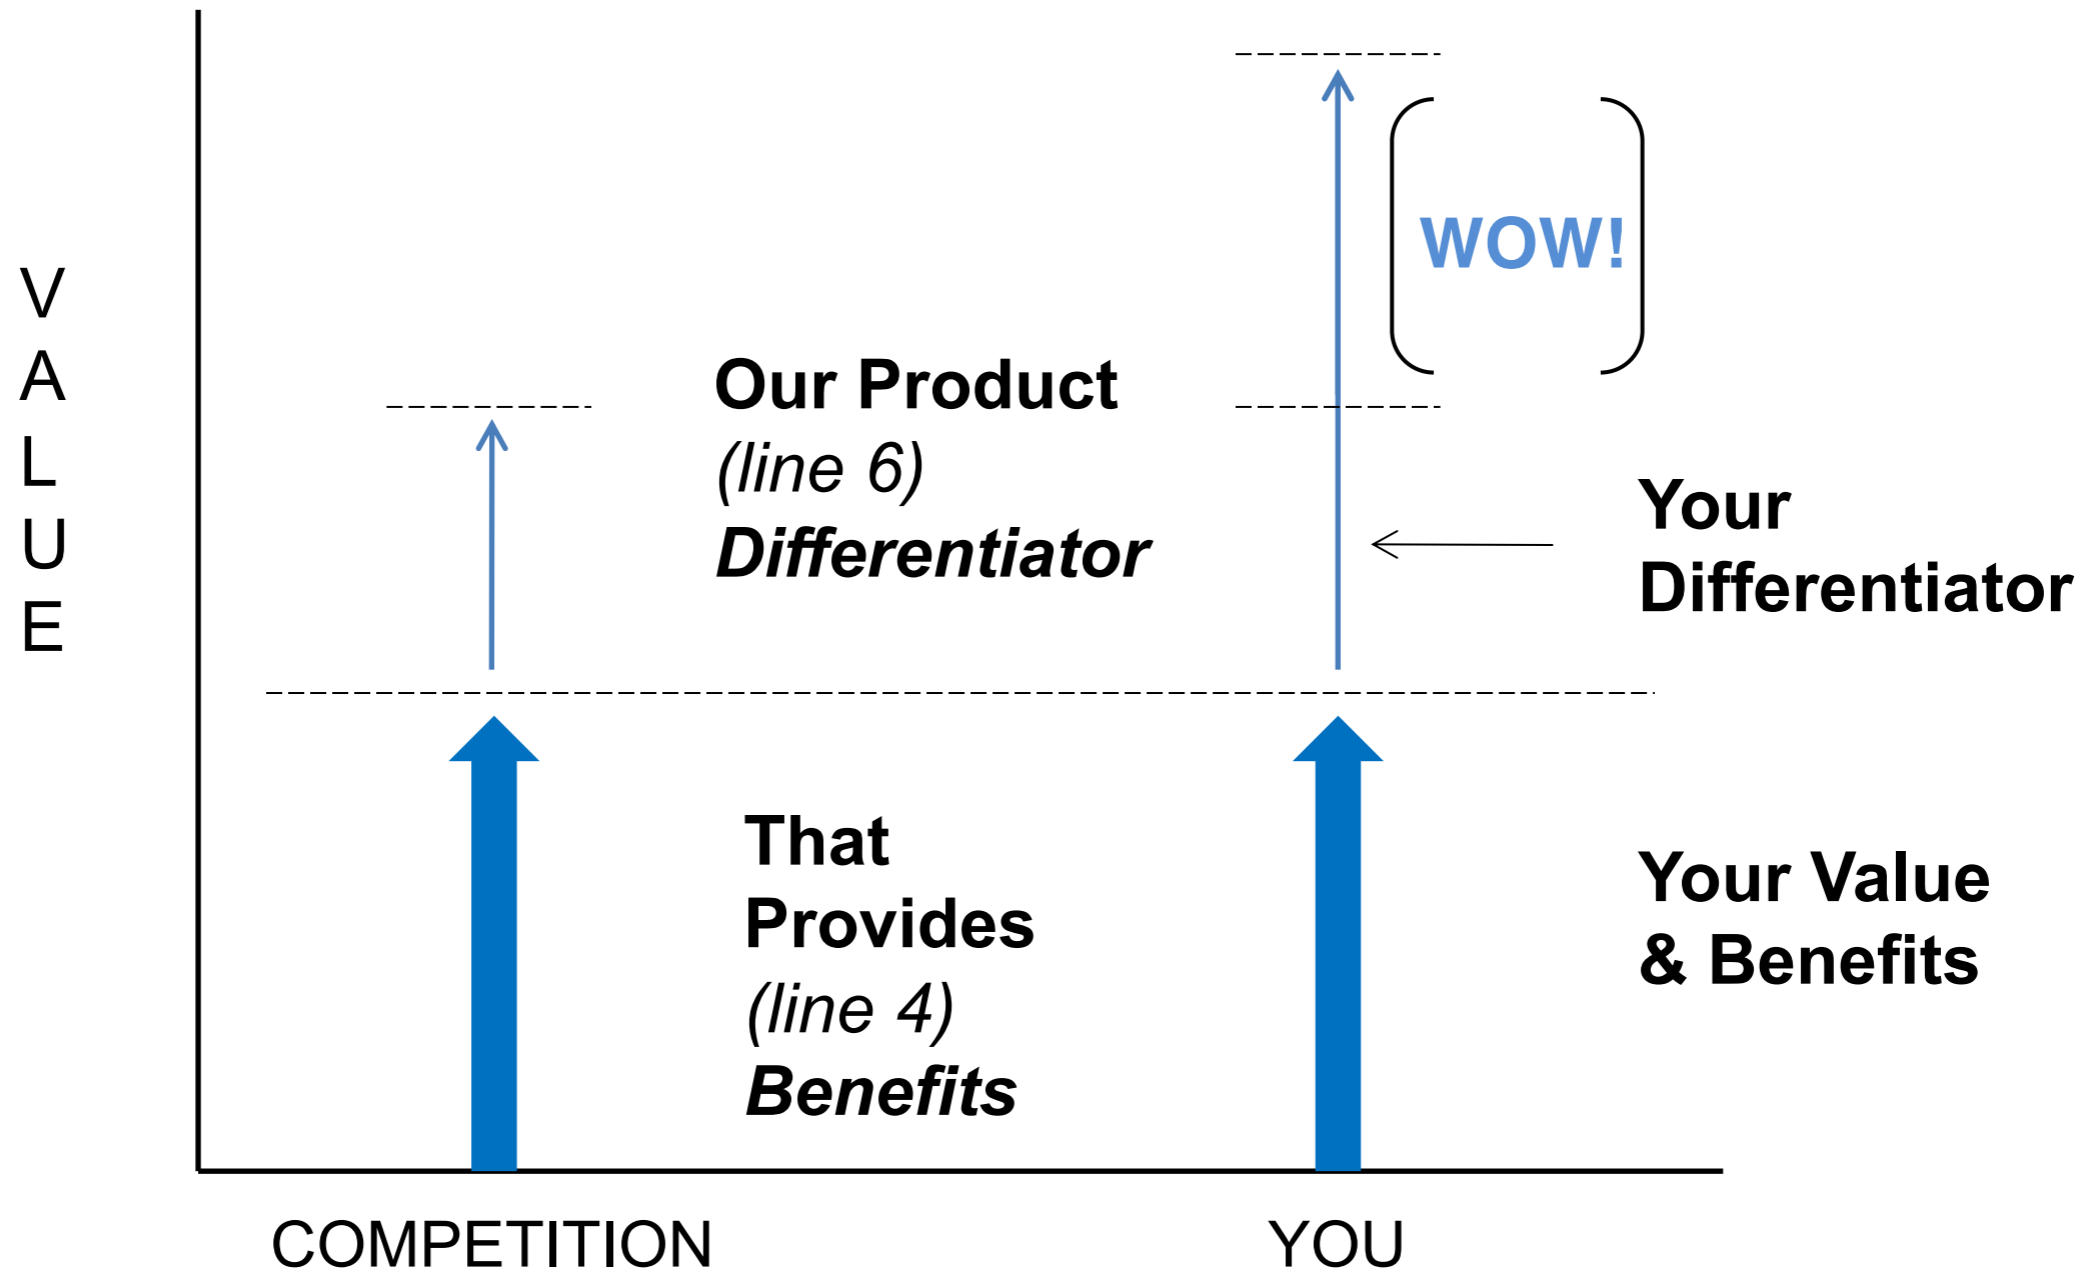 V
A
L
U
E
WOW!
Our Product
(line 6)
Differentiator
Your
Differentiator
That
Provides
(line 4)
Benefits
Your Value
& Benefits
COMPETITION
YOU